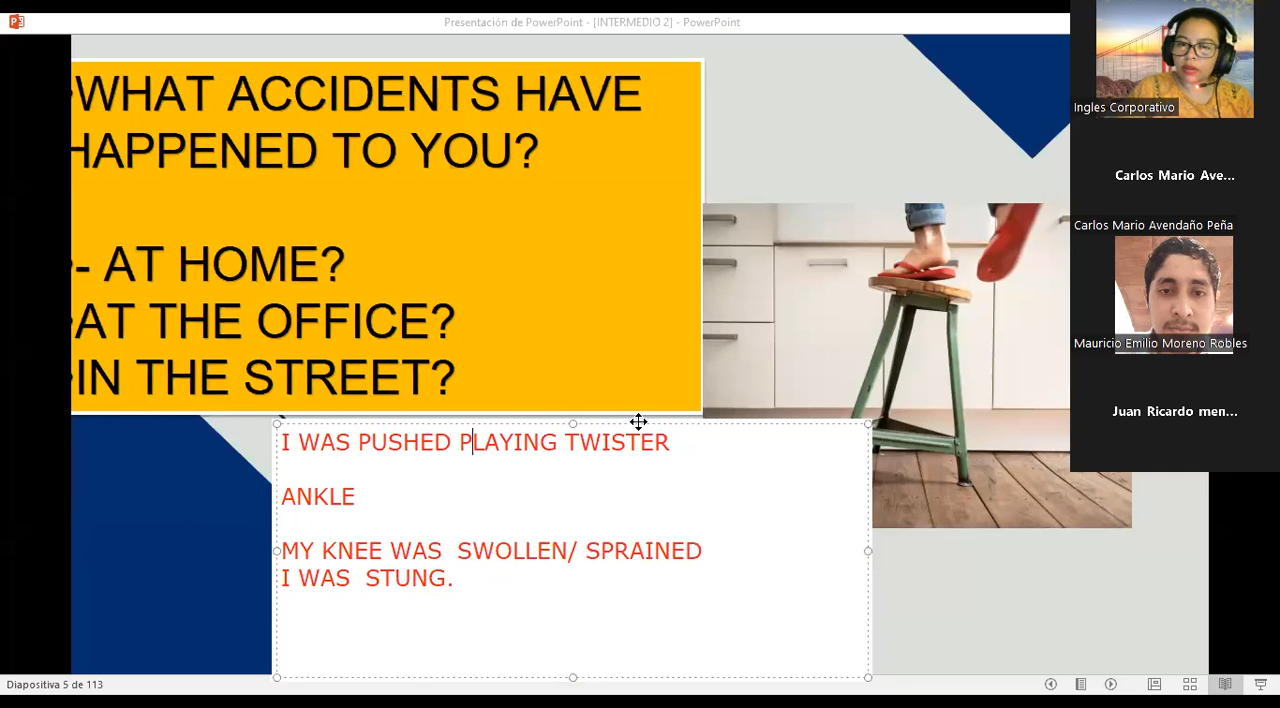 Presentación de PowerPoint - [INTERMEDIO 2] - PowerPoint
WHAT ACCIDENTS HAVE
HAPPENED TO YOU?
- AT HOME?
AT THE OFFICE?
IN THE STREET?
I WAS PUSHED PLAYING TWISTER
ANKLE
MY KNEE WAS  SWOLLEN/ SPRAINED
I WAS  STUNG.
Ingles Corporativo
Carlos Mario Ave...
Carlos Mario Avendaño Peña
Mauricio Emilio Moreno Robles
Juan Ricardo men...
Diapositiva 5 de 113